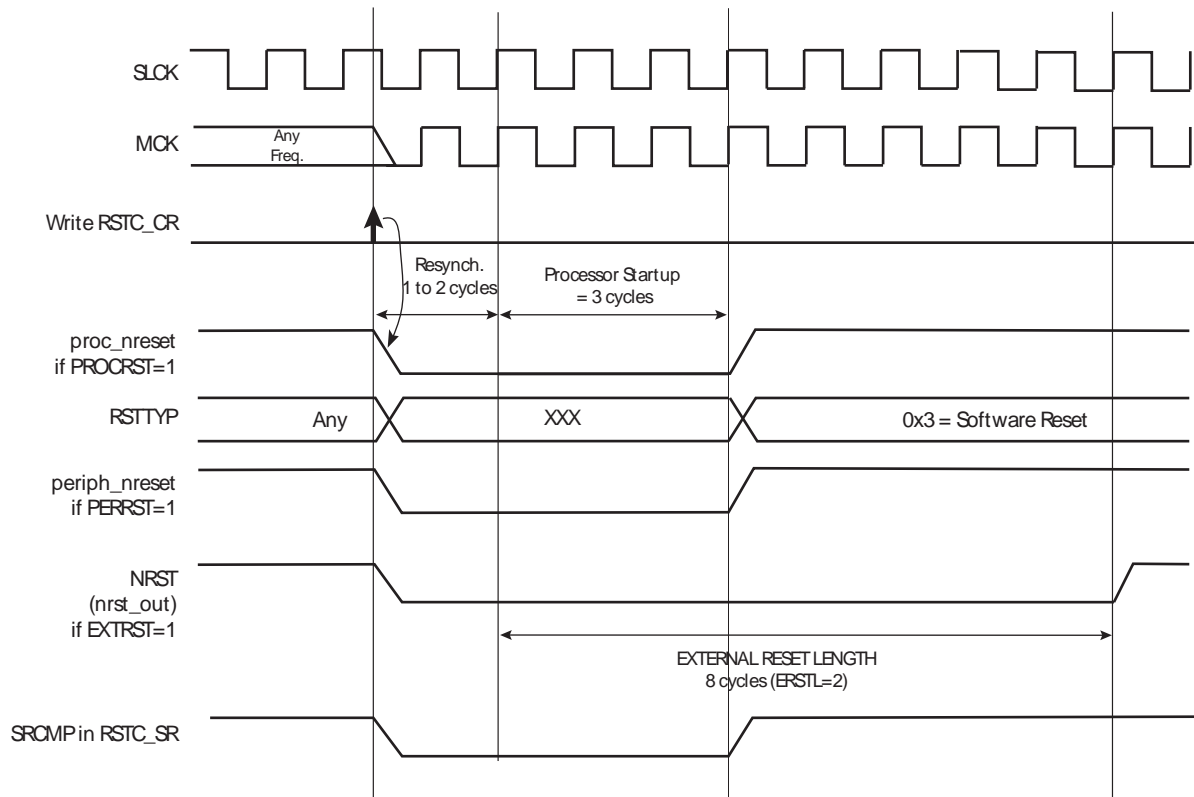 SLCK
MCK
Any
Freq.
Write RSTC_CR
Resynch.
1 to 2 cycles
Processor Startup
= 3 cycles
proc_nreset
if PROCRST=1
RSTTYP
Any
XXX
0x3 = Software Reset
periph_nreset
if PERRST=1
NRST
(nrst_out)
if EXTRST=1
EXTERNAL RESET LENGTH
8 cycles (ERSTL=2)
SRCMP in RSTC_SR